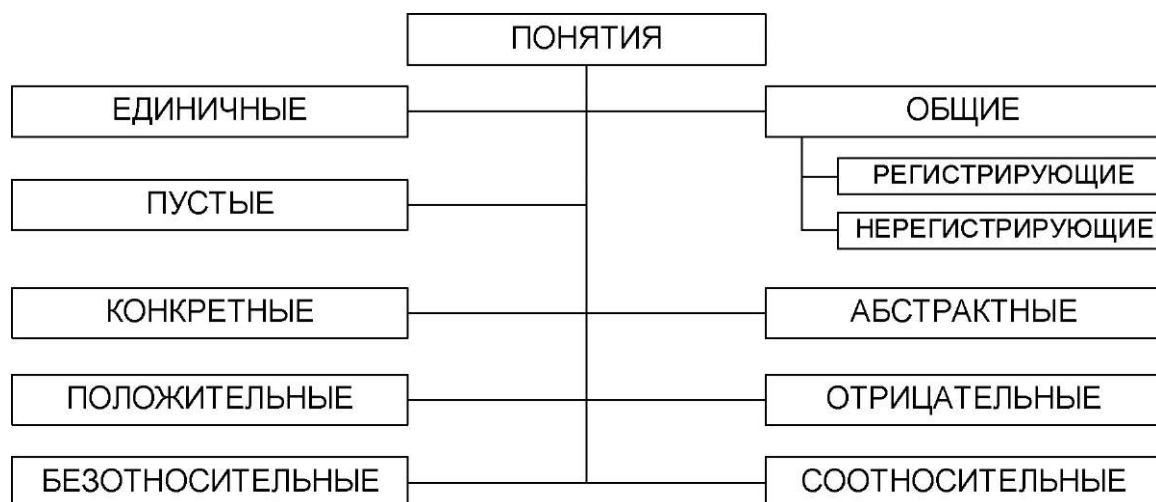 ПОНЯТИЯ
ЕДИНИЧНЫЕ
ОБЩИЕ
РЕГИСТРИРУЮЩИЕ
ПУСТЫЕ
НЕРЕГИСТРИРУЮЩИЕ
КОНКРЕТНЫЕ
АБСТРАКТНЫЕ
ПОЛОЖИТЕЛЬНЫЕ
ОТРИЦАТЕЛЬНЫЕ
БЕЗОТНОСИТЕЛЬНЫЕ
СООТНОСИТЕЛЬНЫЕ